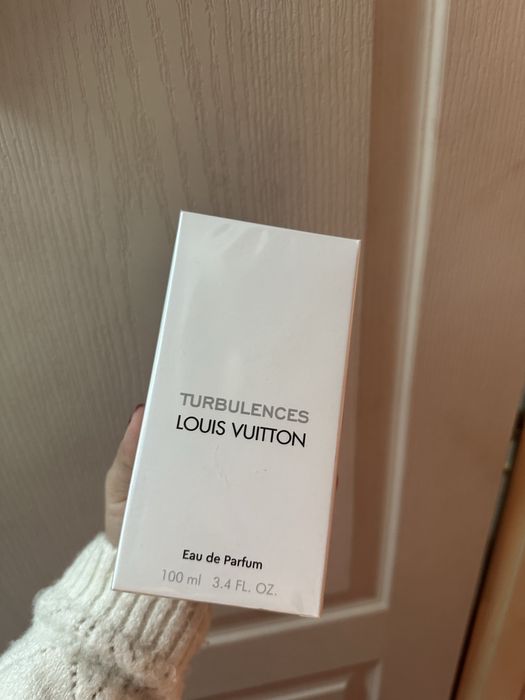 TURBULENCES
LOUIS VUITTON
Eau de Parfum
100 ml 3.4 FL. OZ.